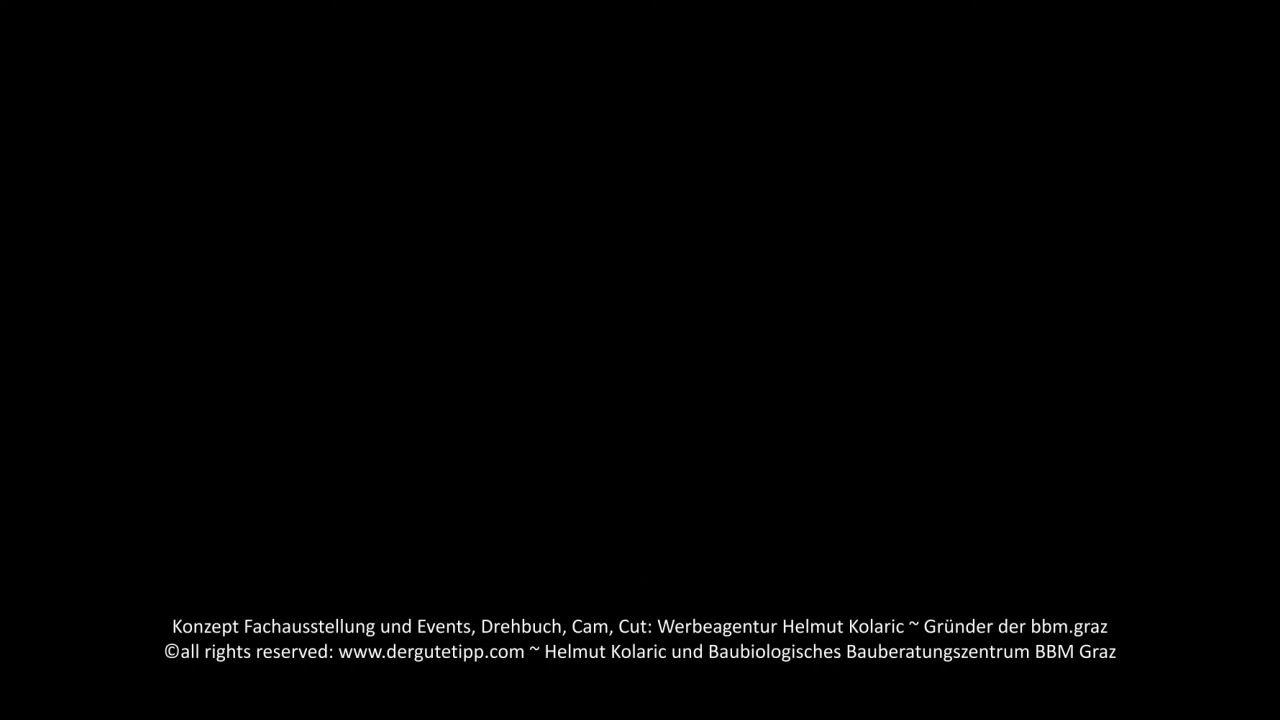 Konzept Fachausstellung und Events, Drehbuch, Cam, Cut: Werbeagentur Helmut Kolaric ~ Gründer der bbm.graz
©all rights reserved: www.dergutetipp.com ~ Helmut Kolaric und Baubiologisches Bauberatungszentrum BBM Graz